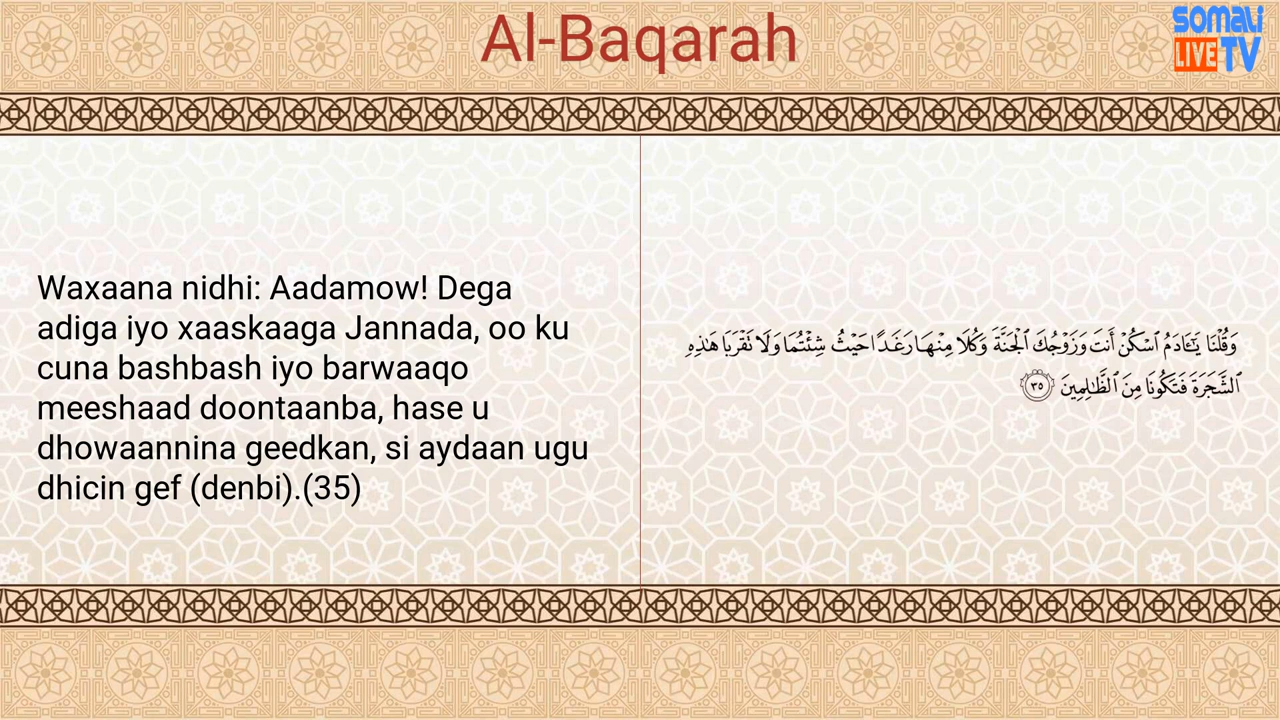 Al-Baqarah
SOMALI
LIVE TV
Waxaana nidhi: Aadamow! Dega
adiga iyo xaaskaaga Jannada, oo ku
cuna bashbash iyo barwaaqo
meeshaad doontaanba, hase u
dhowaannina geedkan, si aydaan ugu
dhicin gef (denbi).(35)
وَقُلْنَا يَـٰٓـَٔادَمُ ٱسْكُنْ أَنتَ وَزَوْجُكَ ٱلْجَنَّةَ وَكُلَا مِنْهَا رَغَدًا حَيْثُ شِئْتُمَا وَلَا تَقْرَبَا هَـٰذِهِ
ٱلشَّجَرَةَ فَتَكُونَا مِنَ ٱلظَّـٰلِمِينَ ٣٥